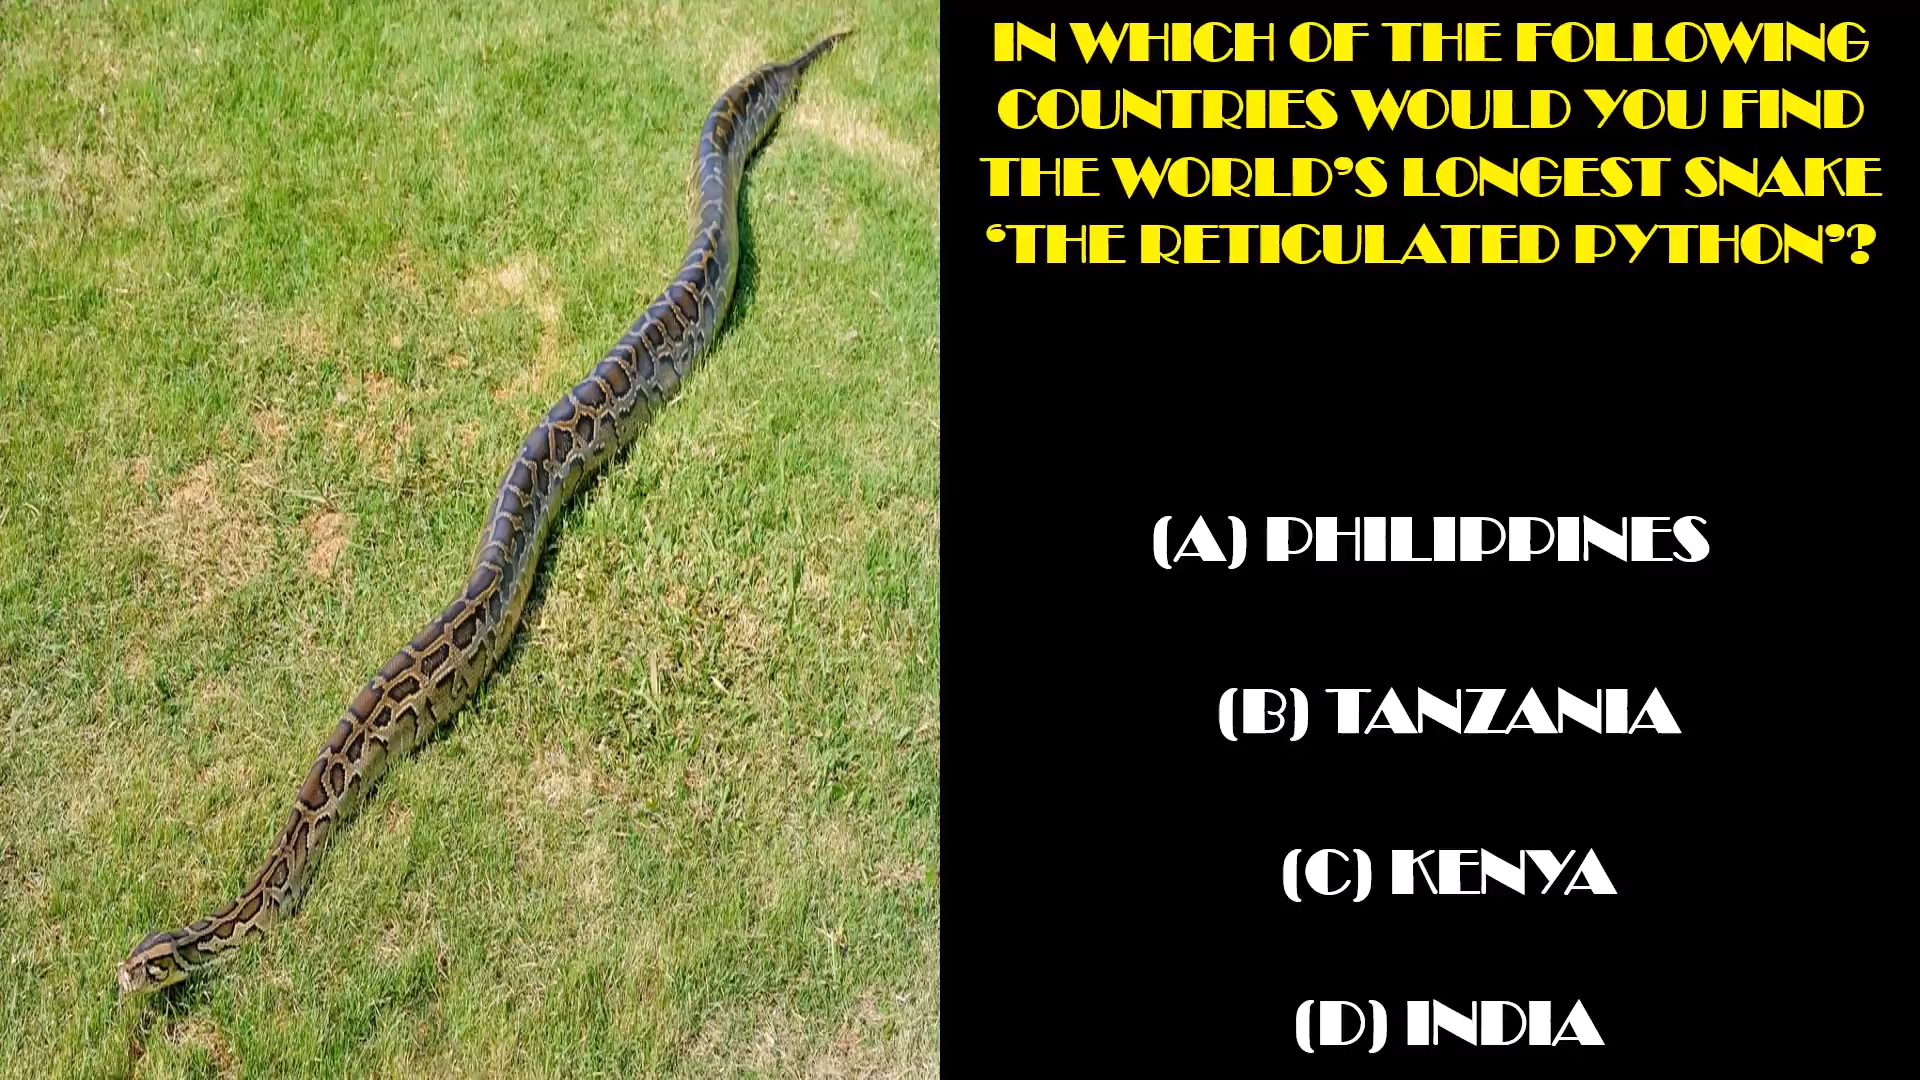 IN WHICH OF THE FOLLOWING
COUNTRIES WOULD YOU FIND
THE WORLD'S LONGEST SNAKE
‘THE RETICULATED PYTHON’?
(A) PHILIPPINES
(B) TANZANIA
(C) KENYA
(D) INDIA